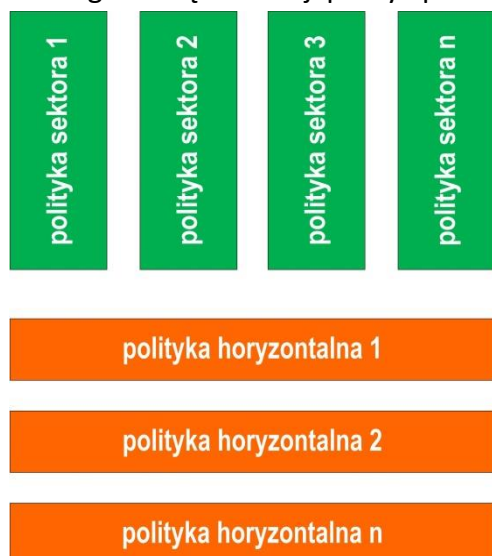 polityka sektora 1
polityka sektora 2
polityka sektora 3
polityka sektora n
polityka horyzontalna 1
polityka horyzontalna 2
polityka horyzontalna n